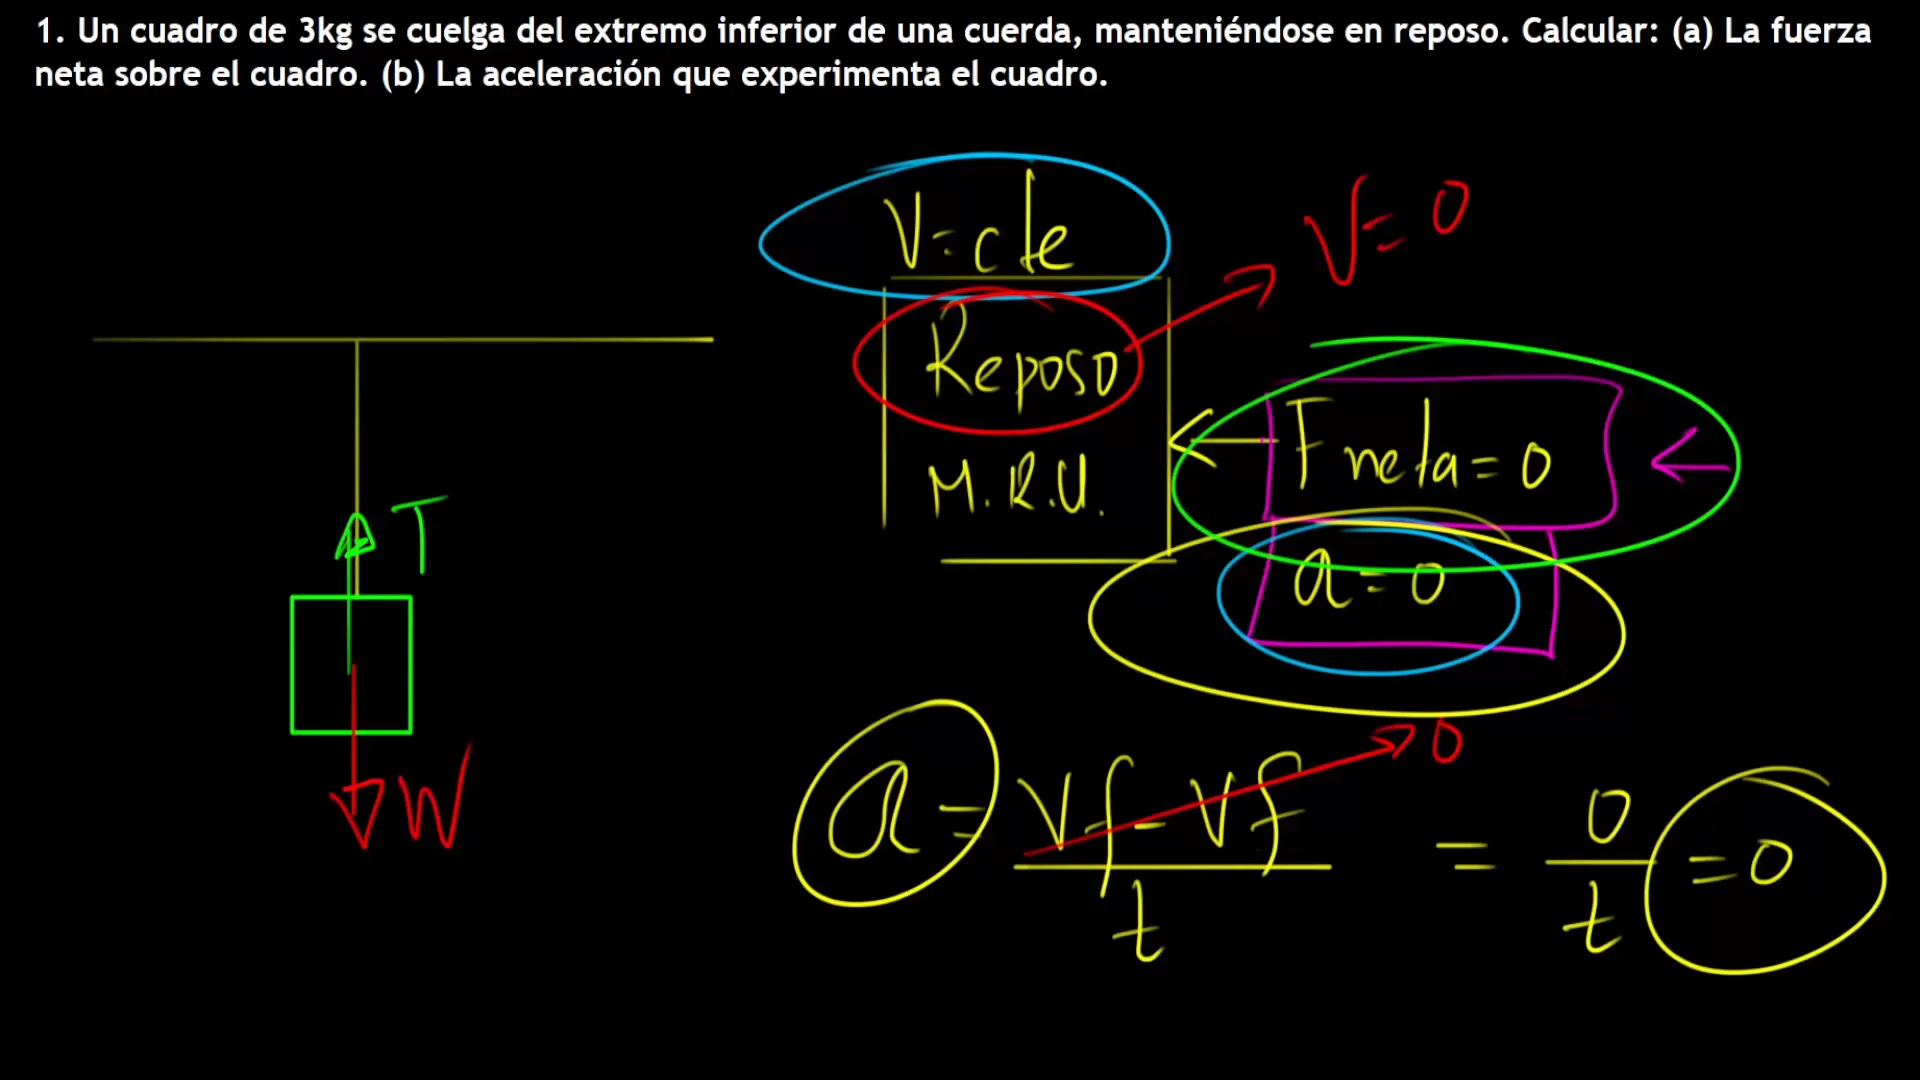 1. Un cuadro de 3kg se cuelga del extremo inferior de una cuerda, manteniéndose en reposo. Calcular: (a) La fuerza
neta sobre el cuadro. (b) La aceleración que experimenta el cuadro.
V=cte
V=0
Reposo
Fneta=0
M.R.U.
T
a=0
W
0
a= vf-vf / t = 0 / t =0